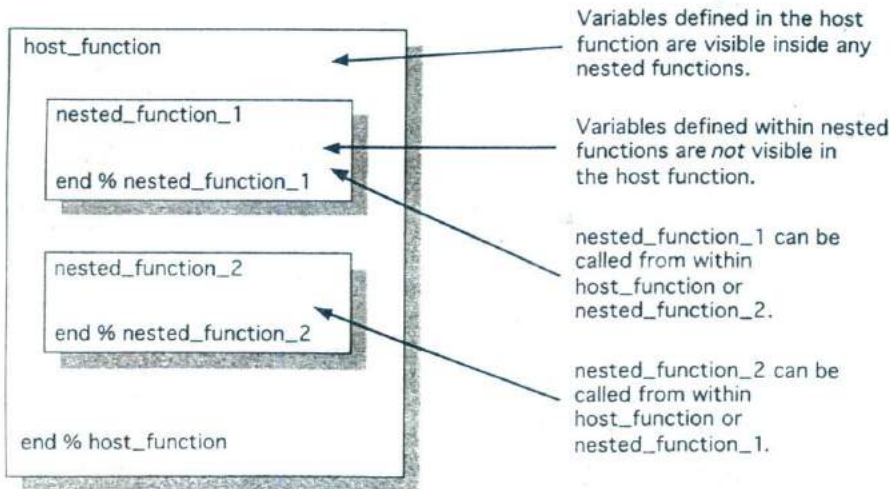 host_function
nested_function_1
end % nested_function_1
nested_function_2
end % nested_function_2
end % host_function
Variables defined in the host
function are visible inside any
nested functions.
Variables defined within nested
functions are not visible in
the host function.
nested_function_1 can be
called from within
host_function or
nested_function_2.
nested_function_2 can be
called from within
host_function or
nested_function_1.